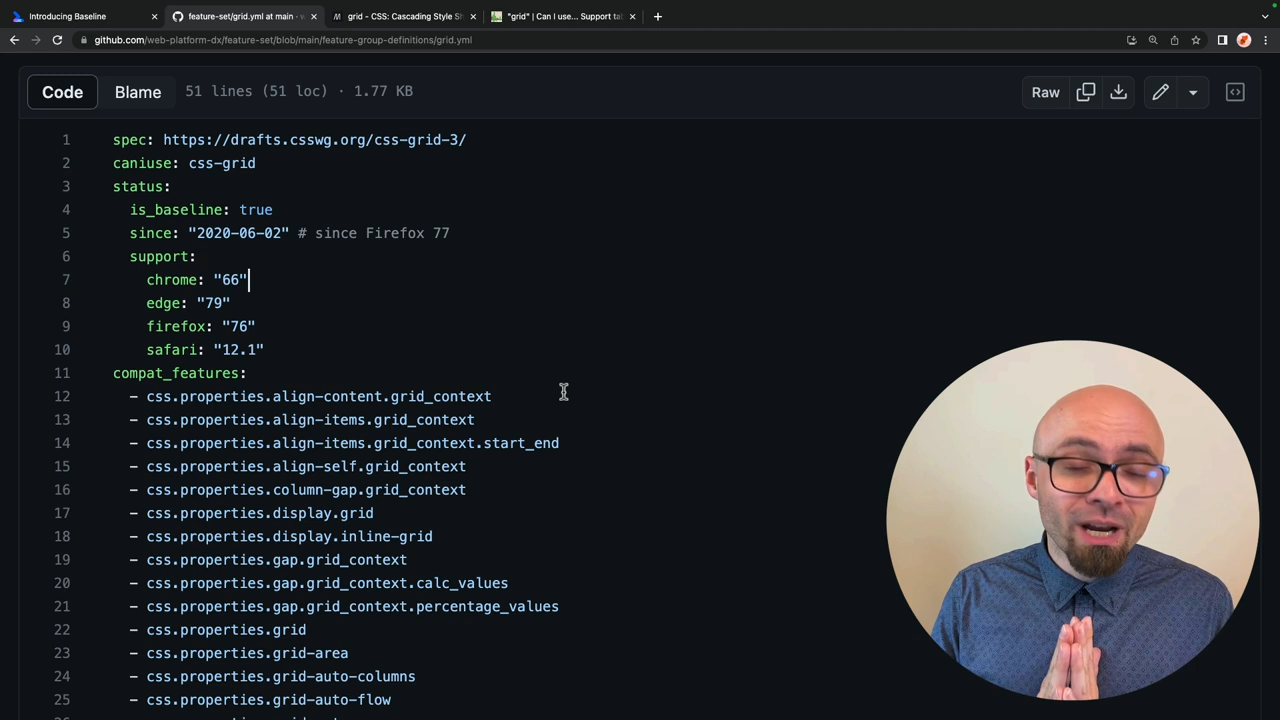 Introducing Baseline
feature-set/grid.yml at main · w
grid - CSS: Cascading Style Sh
"grid" | Can I use... Support tab
github.com/web-platform-dx/feature-set/blob/main/feature-group-definitions/grid.yml
Code
Blame
51 lines (51 loc) · 1.77 KB
Raw
1 spec: https://drafts.csswg.org/css-grid-3/
2 caniuse: css-grid
3 status:
4 is_baseline: true
5 since: "2020-06-02" # since Firefox 77
6 support:
7 chrome: "66"
8 edge: "79"
9 firefox: "76"
10 safari: "12.1"
11 compat_features:
12 - css.properties.align-content.grid_context
13 - css.properties.align-items.grid_context
14 - css.properties.align-items.grid_context.start_end
15 - css.properties.align-self.grid_context
16 - css.properties.column-gap.grid_context
17 - css.properties.display.grid
18 - css.properties.display.inline-grid
19 - css.properties.gap.grid_context
20 - css.properties.gap.grid_context.calc_values
21 - css.properties.gap.grid_context.percentage_values
22 - css.properties.grid
23 - css.properties.grid-area
24 - css.properties.grid-auto-columns
25 - css.properties.grid-auto-flow